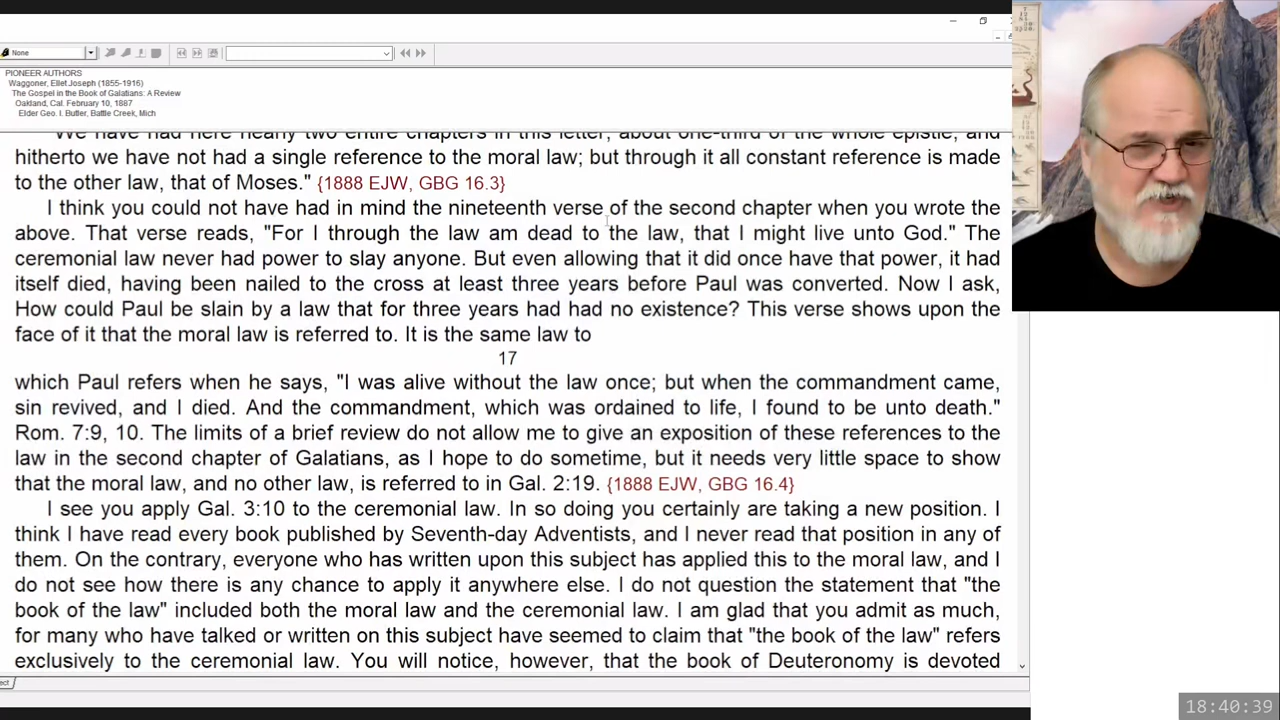 None
PIONEER AUTHORS
Waggoner, Ellet Joseph (1855-1916)
The Gospel in the Book of Galatians: A Review
Oakland, Cal. February 10, 1887
Elder Geo. I. Butler, Battle Creek, Mich
We have had here nearly two entire chapters in this letter, about one-third of the whole epistle, and
hitherto we have not had a single reference to the moral law; but through it all constant reference is made
to the other law, that of Moses." {1888 EJW, GBG 16.3}
I think you could not have had in mind the nineteenth verse of the second chapter when you wrote the
above. That verse reads, "For I through the law am dead to the law, that I might live unto God." The
ceremonial law never had power to slay anyone. But even allowing that it did once have that power, it had
itself died, having been nailed to the cross at least three years before Paul was converted. Now I ask,
How could Paul be slain by a law that for three years had had no existence? This verse shows upon the
face of it that the moral law is referred to. It is the same law to
17
which Paul refers when he says, "I was alive without the law once; but when the commandment came,
sin revived, and I died. And the commandment, which was ordained to life, I found to be unto death."
Rom. 7:9, 10. The limits of a brief review do not allow me to give an exposition of these references to the
law in the second chapter of Galatians, as I hope to do sometime, but it needs very little space to show
that the moral law, and no other law, is referred to in Gal. 2:19. {1888 EJW, GBG 16.4}
I see you apply Gal. 3:10 to the ceremonial law. In so doing you certainly are taking a new position. I
think I have read every book published by Seventh-day Adventists, and I never read that position in any of
them. On the contrary, everyone who has written upon this subject has applied this to the moral law, and I
do not see how there is any chance to apply it anywhere else. I do not question the statement that "the
book of the law" included both the moral law and the ceremonial law. I am glad that you admit as much,
for many who have talked or written on this subject have seemed to claim that "the book of the law" refers
exclusively to the ceremonial law. You will notice, however, that the book of Deuteronomy is devoted
ect
18:40:39